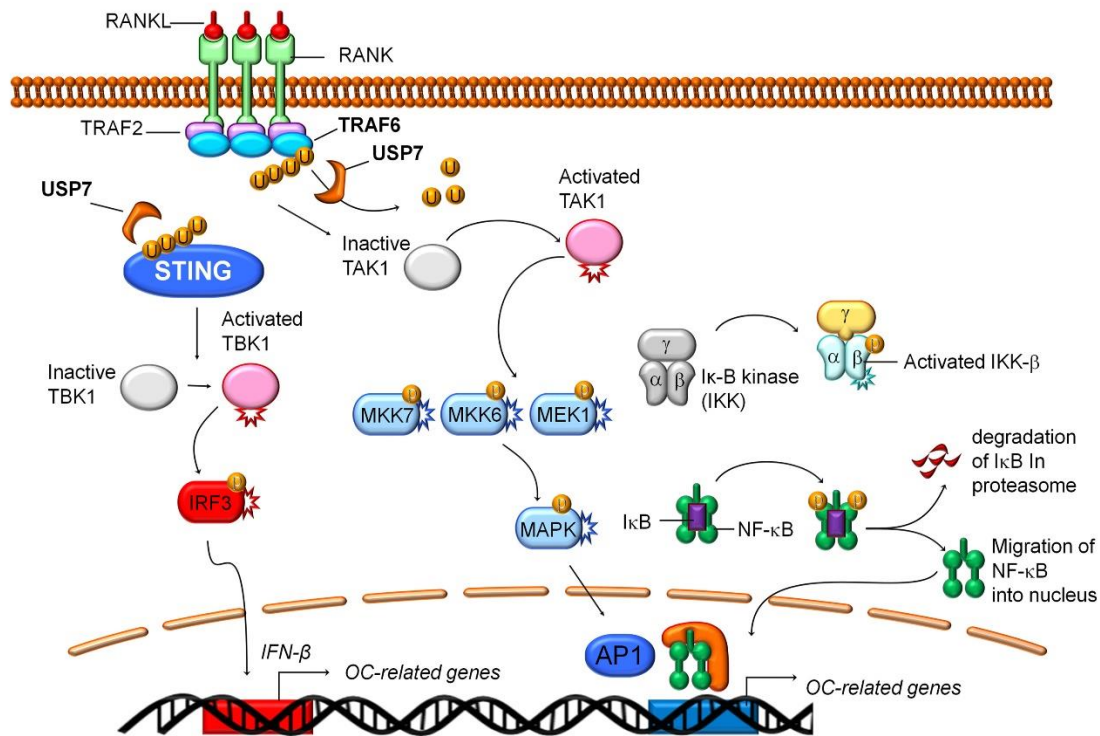 RANKL
RANK
TRAF2
TRAF6
USP7
U U U U
U
U U
USP7
U U U U
STING
Activated
TAK1
Inactive
TAK1
Activated
TBK1
Inactive
TBK1
γ
α β
Iκ-B kinase
(IKK)
γ
α β U
Activated IKK-β
U
MKK7
U
MKK6
U
MEK1
U
IRF3
U
MAPK
IκB
NF-κB
U U
degradation
of IκB In
proteasome
Migration of
NF-κB
into nucleus
AP1
IFN-β
OC-related genes
OC-related genes